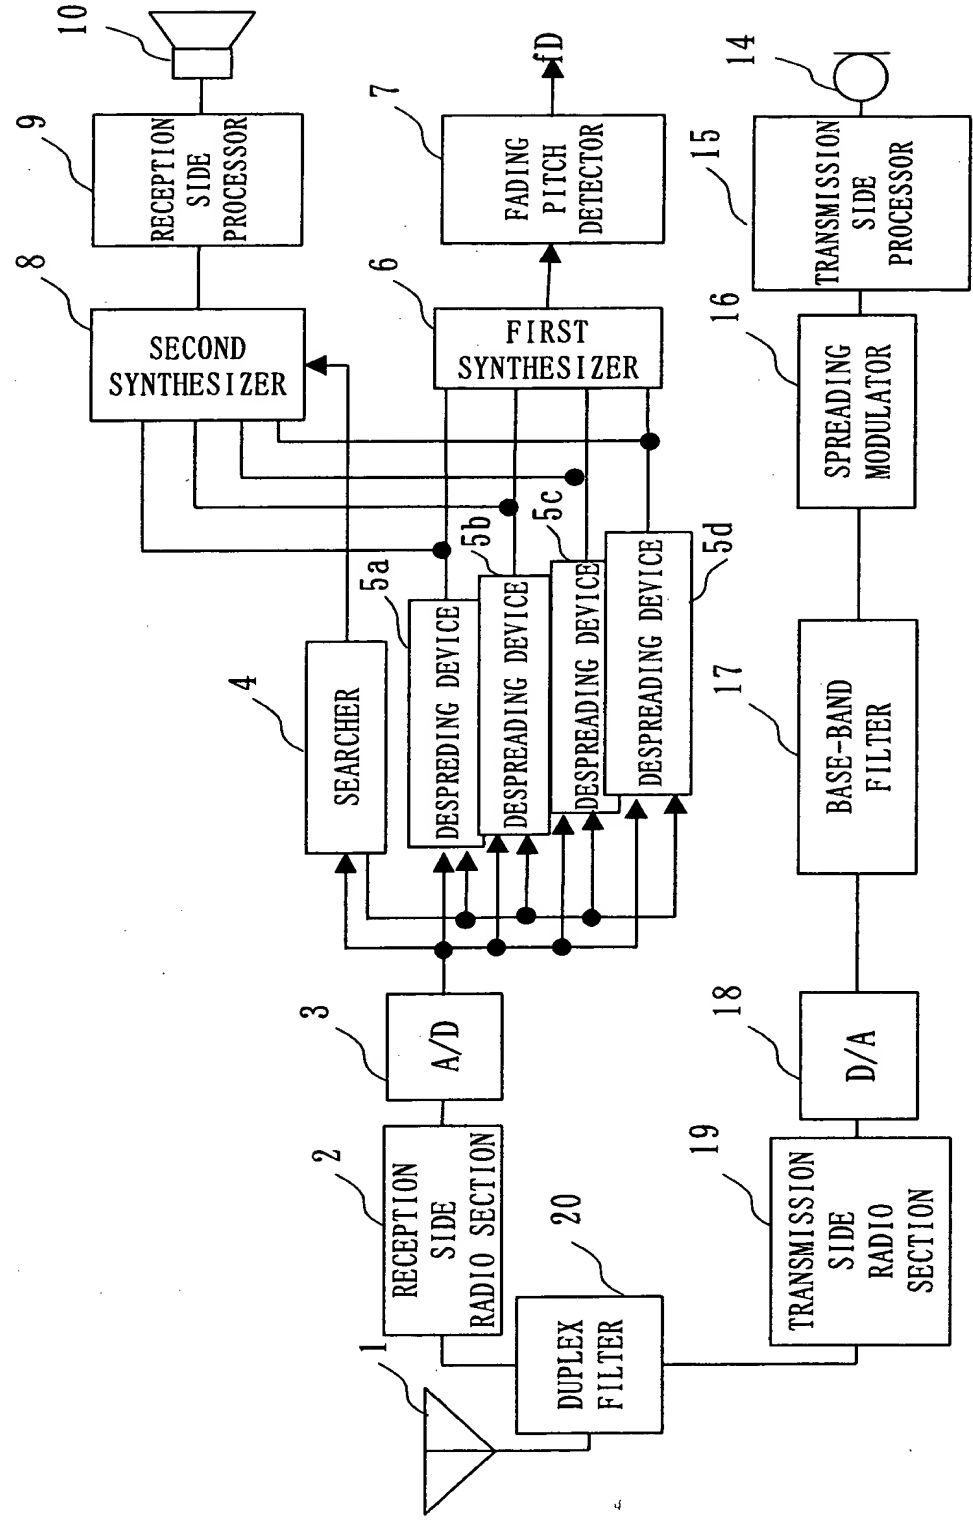 1
DUPLEX
FILTER
20
2
RECEPTION
SIDE
RADIO SECTION
3
A/D
4
SEARCHER
5a
DESPREDING DEVICE
5b
DESPREADING DEVICE
5c
DESPREADING DEVICE
5d
DESPREADING DEVICE
6
FIRST
SYNTHESIZER
7
FADING
PITCH
DETECTOR
fD
8
SECOND
SYNTHESIZER
9
RECEPTION
SIDE
PROCESSOR
10
19
TRANSMISSION
SIDE
RADIO
SECTION
18
D/A
17
BASE-BAND
FILTER
16
SPREADING
MODULATOR
15
TRANSMISSION
SIDE
PROCESSOR
14